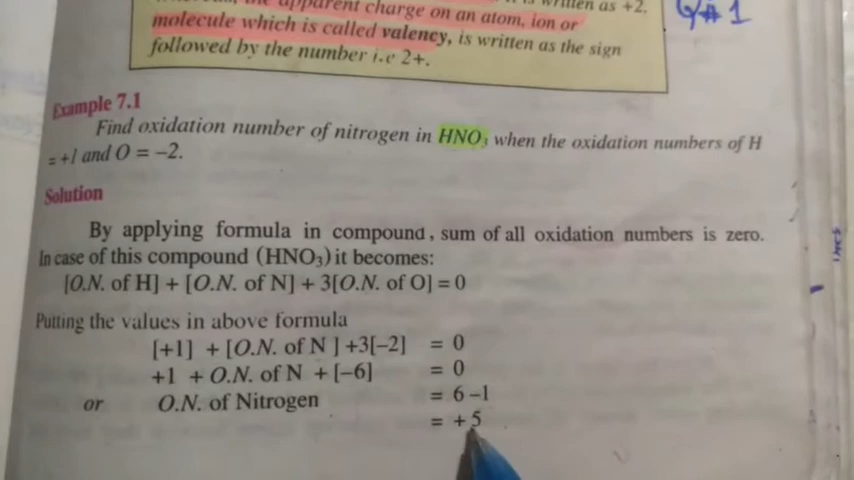 apparent charge on an atom, ion or
molecule which is called valency, is written as the sign
followed by the number i.e 2+.
Example 7.1
Find oxidation number of nitrogen in HNO₃ when the oxidation numbers of H
= +1 and O = −2.
Solution
By applying formula in compound, sum of all oxidation numbers is zero.
In case of this compound (HNO₃) it becomes:
[O.N. of H] + [O.N. of N] + 3[O.N. of O] = 0
Putting the values in above formula
[+1] + [O.N. of N ] +3[−2] = 0
+1 + O.N. of N + [−6] = 0
or O.N. of Nitrogen = 6 −1
= +5